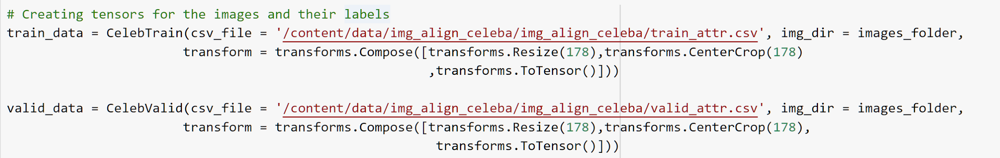 # Creating tensors for the images and their labels
train_data = CelebTrain(csv_file = '/content/data/img_align_celeba/img_align_celeba/train_attr.csv', img_dir = images_folder,
transform = transforms.Compose([transforms.Resize(178),transforms.CenterCrop(178)
,transforms.ToTensor()]))
valid_data = CelebValid(csv_file = '/content/data/img_align_celeba/img_align_celeba/valid_attr.csv', img_dir = images_folder,
transform = transforms.Compose([transforms.Resize(178),transforms.CenterCrop(178),
transforms.ToTensor()]))